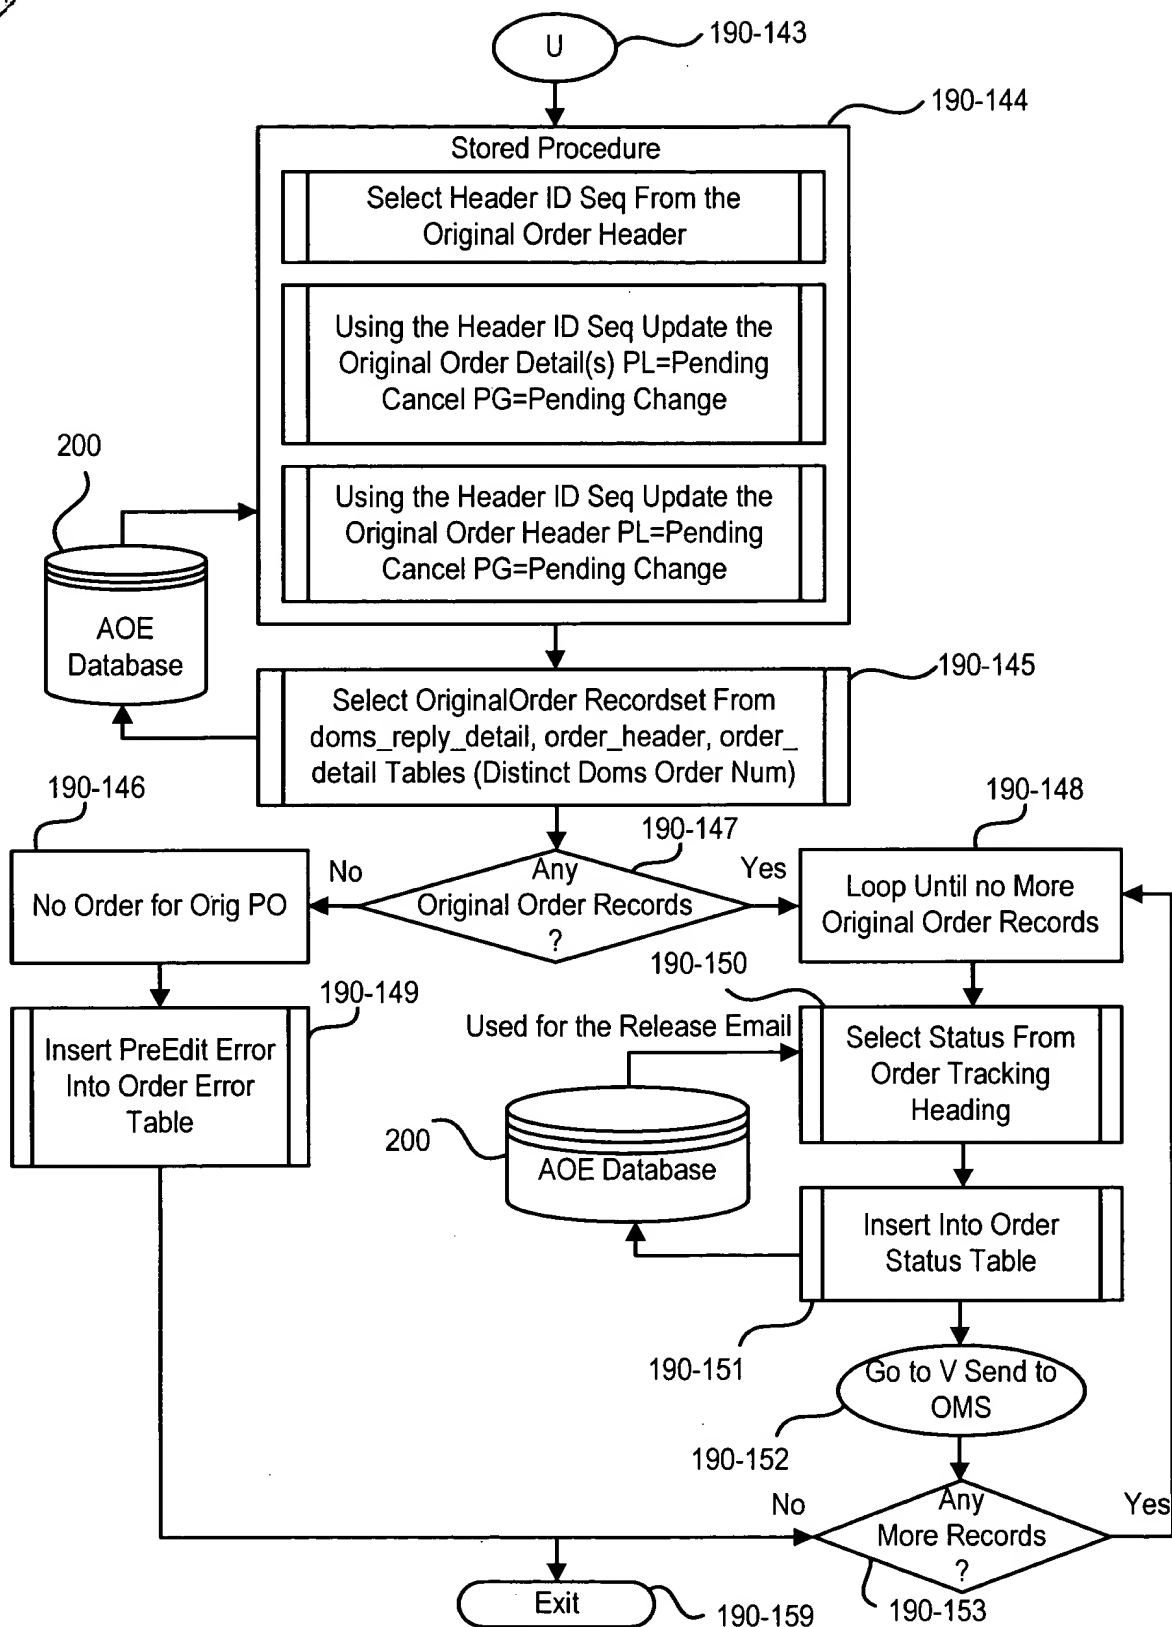 U
190-143
190-144
Stored Procedure
Select Header ID Seq From the
Original Order Header
Using the Header ID Seq Update the
Original Order Detail(s) PL=Pending
Cancel PG=Pending Change
200
Using the Header ID Seq Update the
Original Order Header PL=Pending
Cancel PG=Pending Change
AOE
Database
190-145
Select OriginalOrder Recordset From
doms_reply_detail, order_header, order_
detail Tables (Distinct Doms Order Num)
190-146
190-147
190-148
No
Any
Original Order Records
?
Yes
No Order for Orig PO
Loop Until no More
Original Order Records
190-149
190-150
Insert PreEdit Error
Into Order Error
Table
Used for the Release Email
Select Status From
Order Tracking
Heading
200
AOE Database
Insert Into Order
Status Table
190-151
Go to V Send to
OMS
190-152
No
Any
More Records
?
Yes
Exit
190-159
190-153